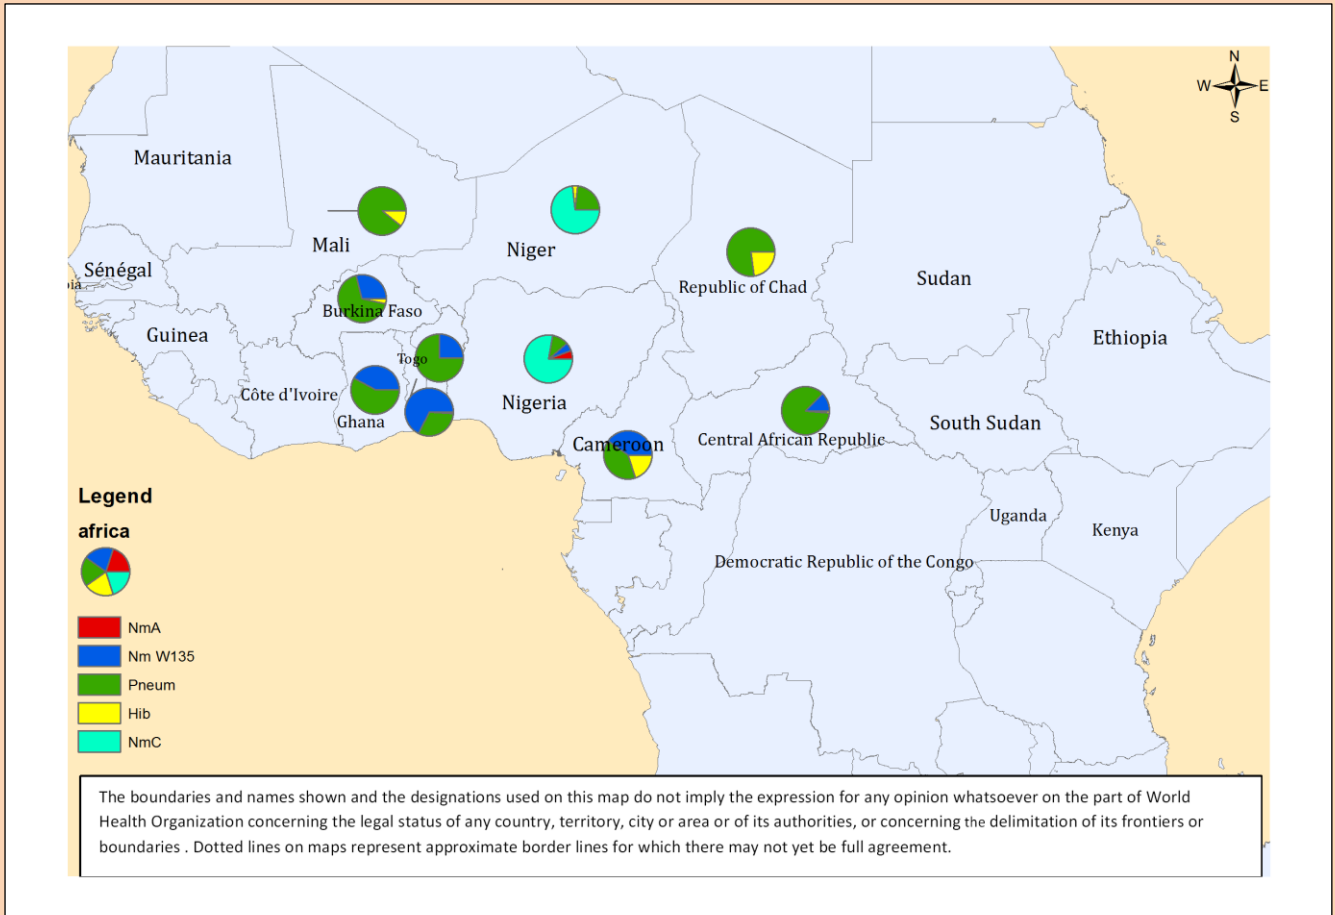 N
W E
S
Mauritania
Mali
Niger
Republic of Chad
Sudan
Sénégal
Burkina Faso
Guinea
Ethiopia
Togo
Côte d'Ivoire
Nigeria
Ghana
South Sudan
Cameroon
Central African Republic
Legend
africa
Uganda
Kenya
Democratic Republic of the Congo
NmA
Nm W135
Pneum
Hib
NmC
The boundaries and names shown and the designations used on this map do not imply the expression for any opinion whatsoever on the part of World
Health Organization concerning the legal status of any country, territory, city or area or of its authorities, or concerning the delimitation of its frontiers or
boundaries . Dotted lines on maps represent approximate border lines for which there may not yet be full agreement.